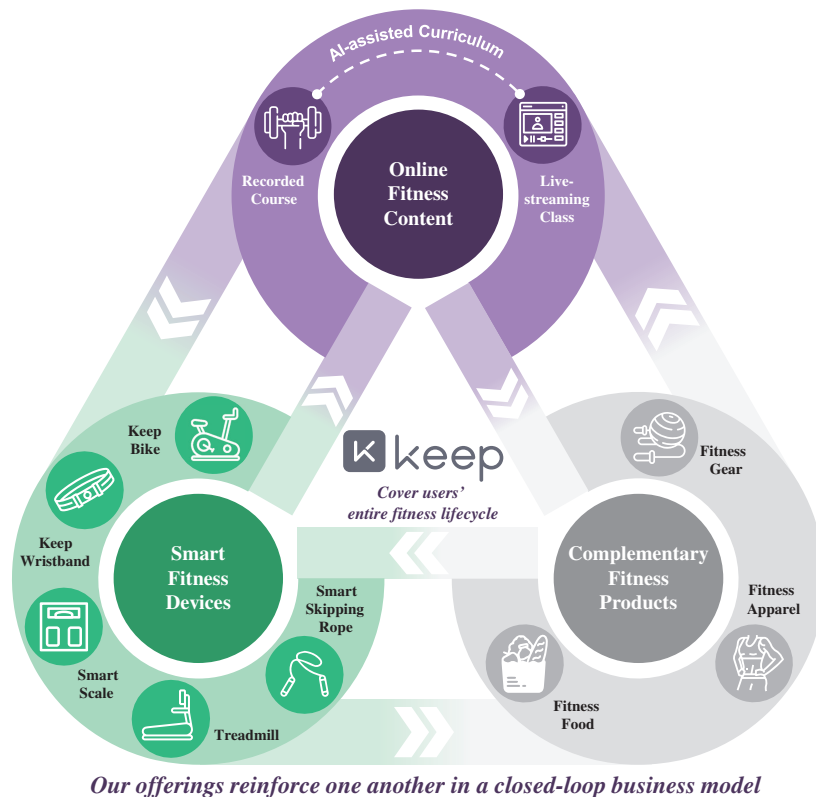 AI-assisted Curriculum
Recorded
Course
Online
Fitness
Content
Live-
streaming
Class
Keep
Bike
Keep
Wristband
Smart
Scale
Treadmill
Smart
Skipping
Rope
Smart
Fitness
Devices
K keep
Cover users'
entire fitness lifecycle
Fitness
Gear
Complementary
Fitness
Products
Fitness
Apparel
Fitness
Food
Our offerings reinforce one another in a closed-loop business model